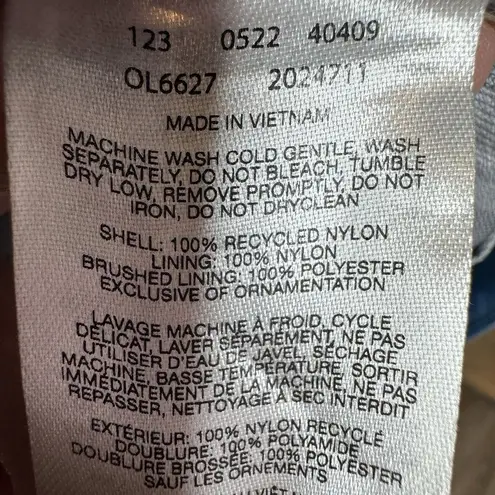 123 0522 40409
OL6627 2024711
MADE IN VIETNAM
MACHINE WASH COLD GENTLE, WASH
SEPARATELY, DO NOT BLEACH, TUMBLE
DRY LOW, REMOVE PROMPTLY, DO NOT
IRON, DO NOT DRYCLEAN
SHELL: 100% RECYCLED NYLON
LINING: 100% NYLON
BRUSHED LINING: 100% POLYESTER
EXCLUSIVE OF ORNAMENTATION
LAVAGE MACHINE À FROID, CYCLE
DÉLICAT, LAVER SÉPARÉMENT, NE PAS
UTILISER D'EAU DE JAVEL, SÉCHAGE
MACHINE, BASSE TEMPÉRATURE, SORTIR
IMMÉDIATEMENT DE LA MACHINE, NE PAS
REPASSER, NETTOYAGE À SEC INTERDIT
EXTÉRIEUR: 100% NYLON RECYCLÉ
DOUBLURE: 100% POLYAMIDE
DOUBLURE BROSSÉE: 100% POLYESTER
SAUF LES ORNEMENTS